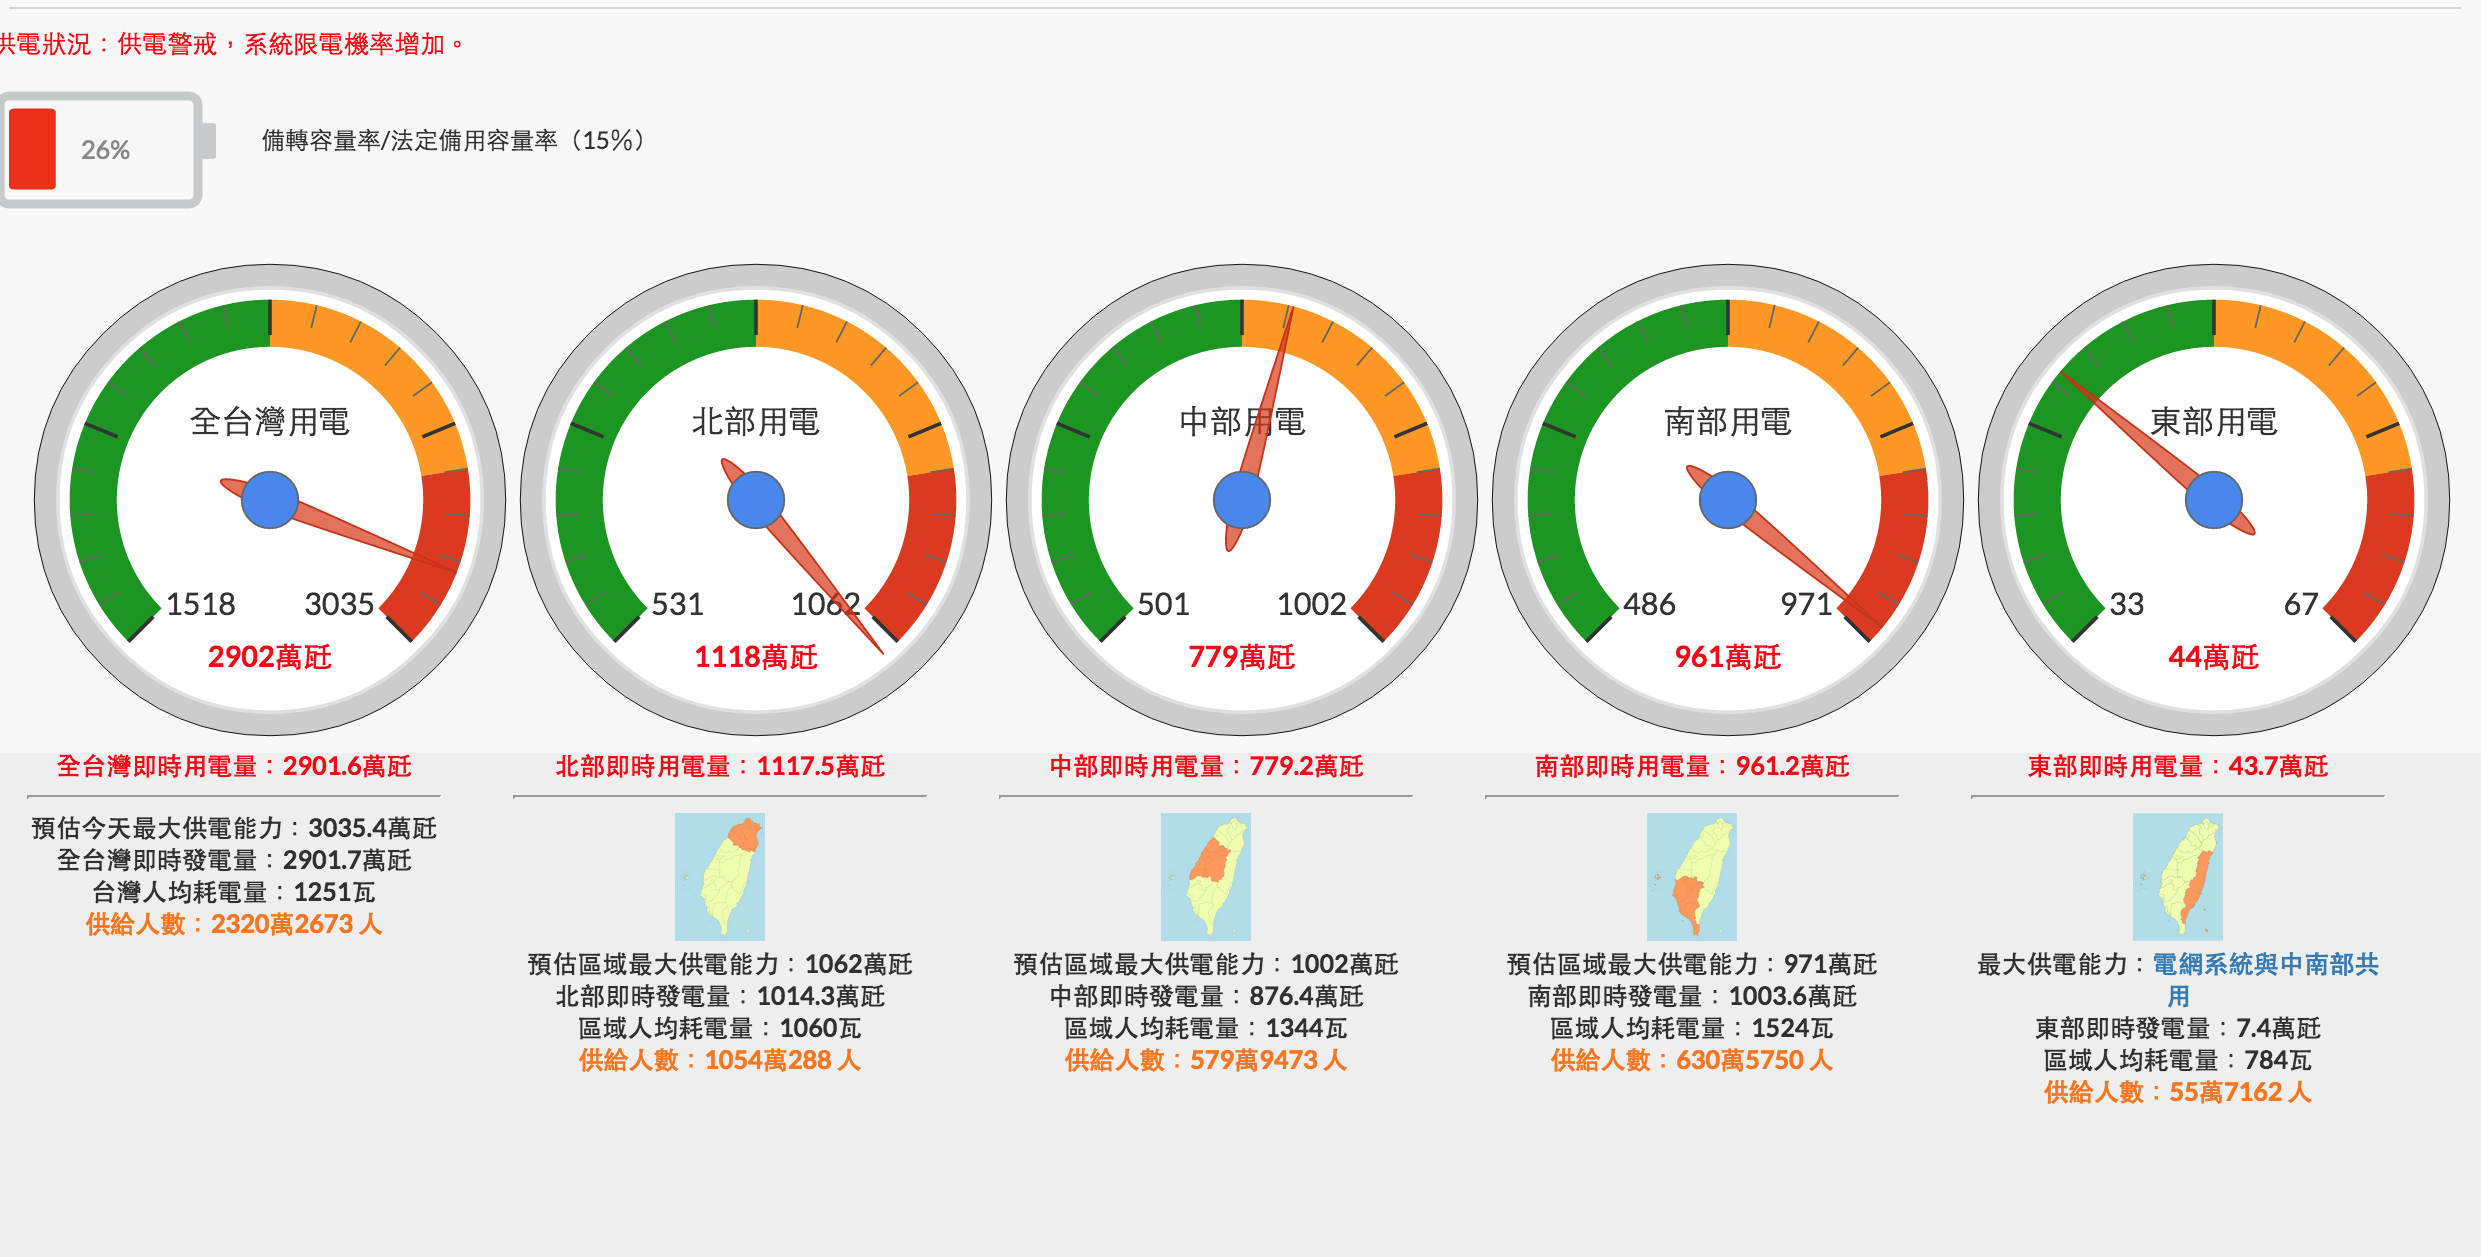 供電狀況：供電警戒，系統限電機率增加。
26%
備轉容量率/法定備用容量率（15%）
全台灣用電
1518 3035
2902萬瓩
北部用電
531 1062
1118萬瓩
中部用電
501 1002
779萬瓩
南部用電
486 971
961萬瓩
東部用電
33 67
44萬瓩
全台灣即時用電量：2901.6萬瓩
預估今天最大供電能力：3035.4萬瓩
全台灣即時發電量：2901.7萬瓩
台灣人均耗電量：1251瓦
供給人數：2320萬2673 人
北部即時用電量：1117.5萬瓩
預估區域最大供電能力：1062萬瓩
北部即時發電量：1014.3萬瓩
區域人均耗電量：1060瓦
供給人數：1054萬288 人
中部即時用電量：779.2萬瓩
預估區域最大供電能力：1002萬瓩
中部即時發電量：876.4萬瓩
區域人均耗電量：1344瓦
供給人數：579萬9473 人
南部即時用電量：961.2萬瓩
預估區域最大供電能力：971萬瓩
南部即時發電量：1003.6萬瓩
區域人均耗電量：1524瓦
供給人數：630萬5750 人
東部即時用電量：43.7萬瓩
最大供電能力：電網系統與中南部共
用
東部即時發電量：7.4萬瓩
區域人均耗電量：784瓦
供給人數：55萬7162 人